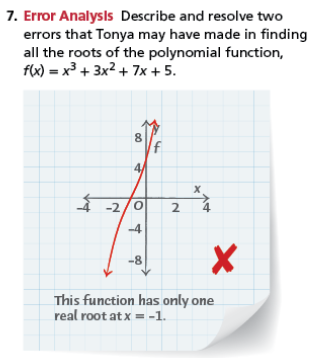 7. Error Analysis Describe and resolve two
errors that Tonya may have made in finding
all the roots of the polynomial function,
f(x) = x³ + 3x² + 7x + 5.
y
8
f
4
x
-4 -2 O 2 4
-4
-8
This function has only one
real root at x = -1.